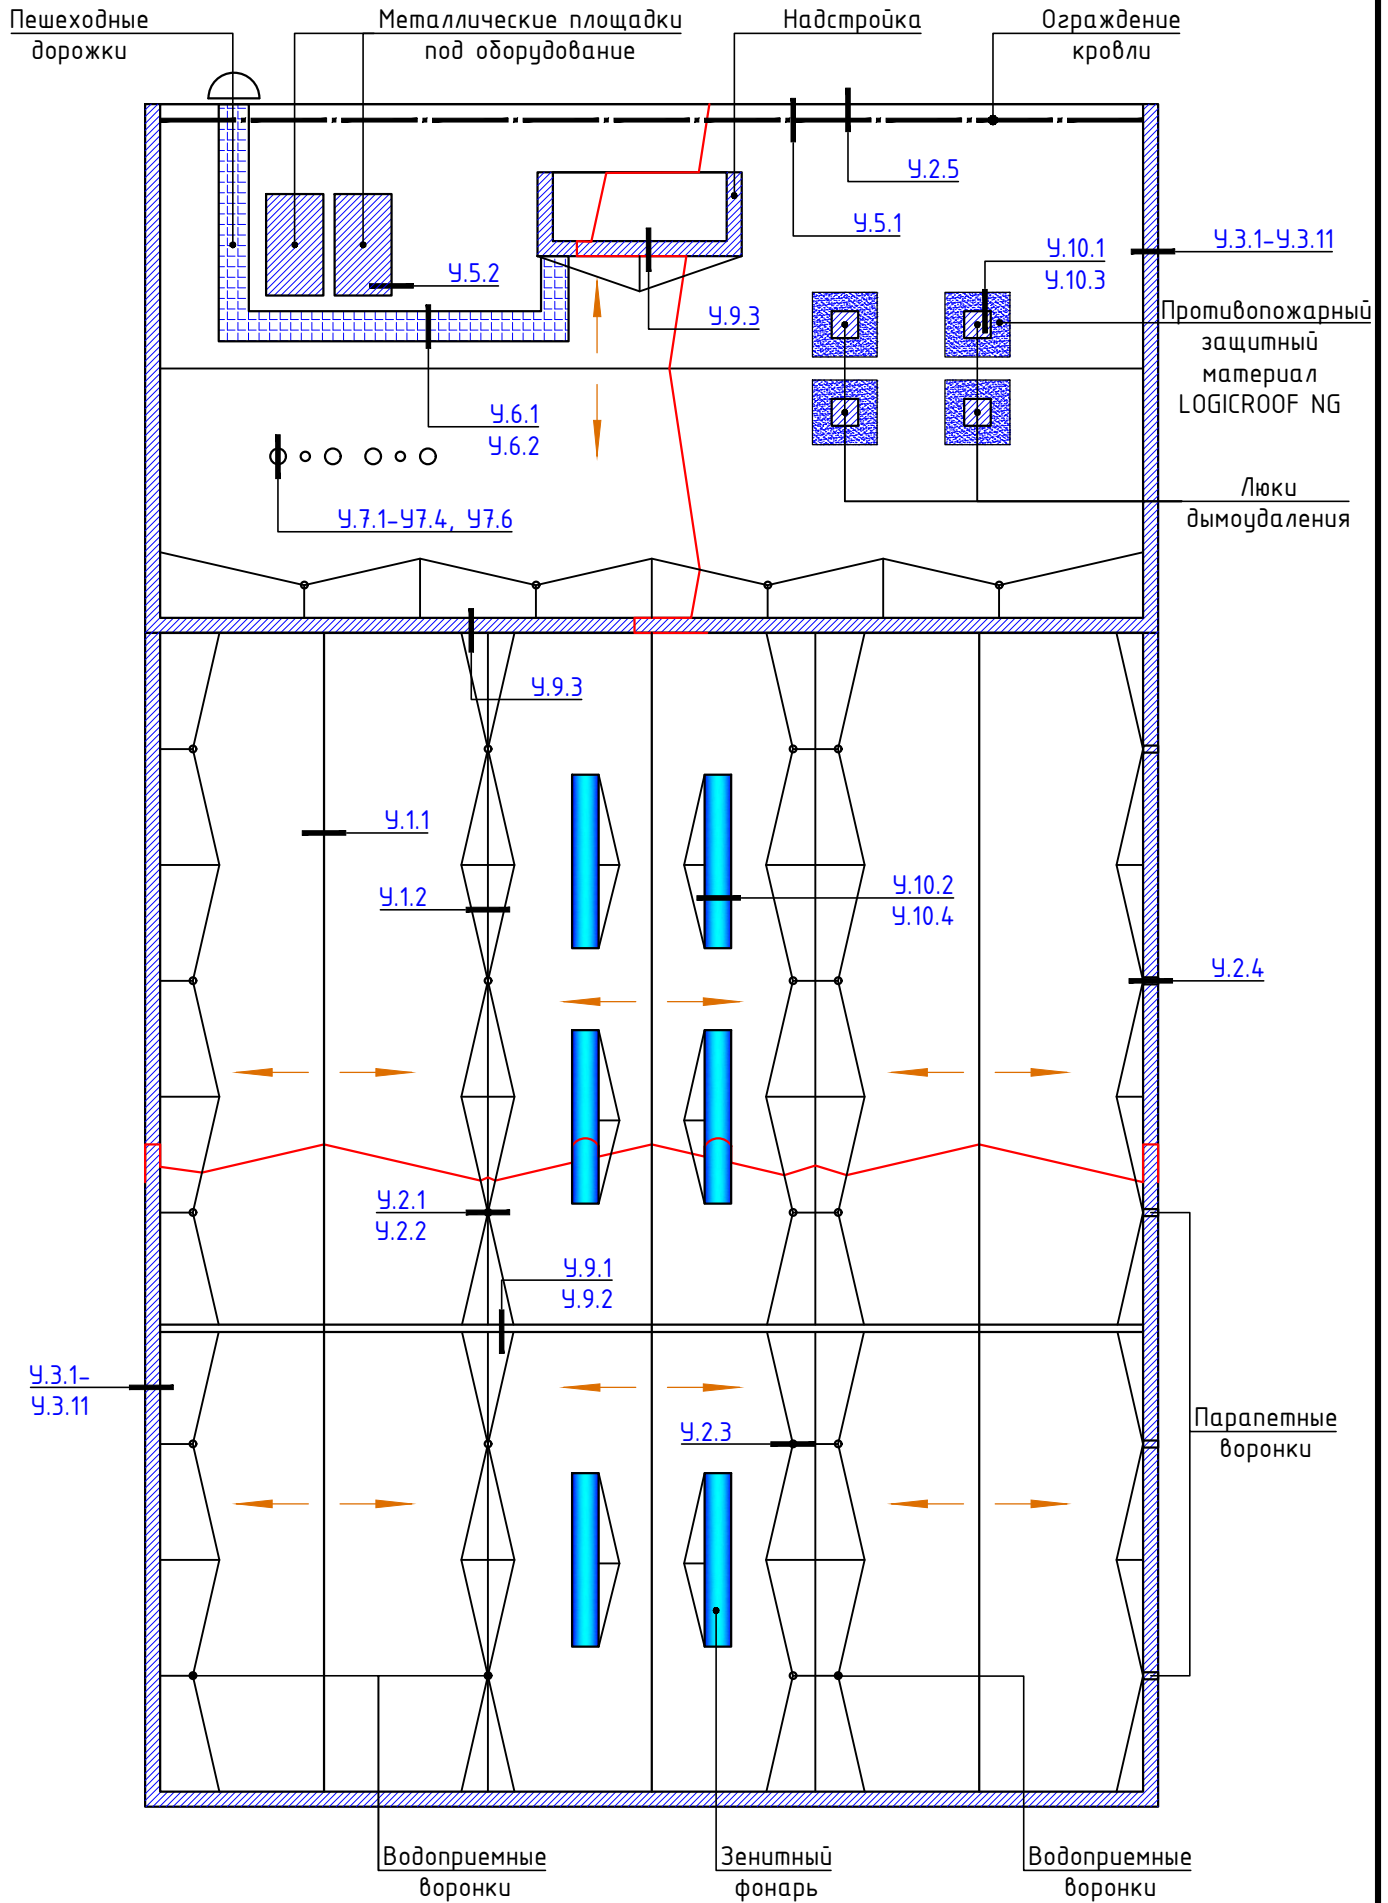 Пешеходные
дорожки
Металлические площадки
под оборудование
Надстройка
Ограждение
кровли
У.2.5
У.5.1
У.10.1
У.10.3
У.3.1-У.3.11
У.5.2
У.9.3
Противопожарный
защитный
материал
LOGICROOF NG
У.6.1
У.6.2
У.7.1-У7.4, У7.6
Люки
дымоудаления
У.9.3
У.1.1
У.1.2
У.10.2
У.10.4
У.2.4
У.2.1
У.2.2
У.9.1
У.9.2
У.3.1-
У.3.11
У.2.3
Парапетные
воронки
Водоприемные
воронки
Зенитный
фонарь
Водоприемные
воронки